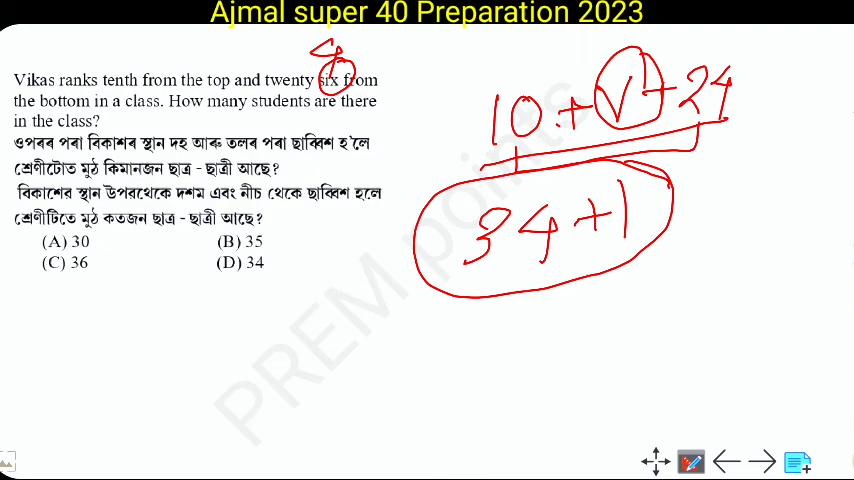 Ajmal super 40 Preparation 2023
4
Vikas ranks tenth from the top and twenty six from
the bottom in a class. How many students are there
in the class?
ওপৰৰ পৰা বিকাশৰ স্থান দহ আৰু তলৰ পৰা ছাব্বিশ হ'লে
শ্ৰেণীটোত মুঠ কিমানজন ছাত্ৰ - ছাত্ৰী আছে?
বিকাশের স্থান উপরথেকে দশম এবং নীচ থেকে ছাব্বিশ হলে
শ্রেণীটিতে মুঠ কতজন ছাত্র - ছাত্রী আছে?
(A) 30 (B) 35
(C) 36 (D) 34
10 + V + 24
34 + 1
PREM points